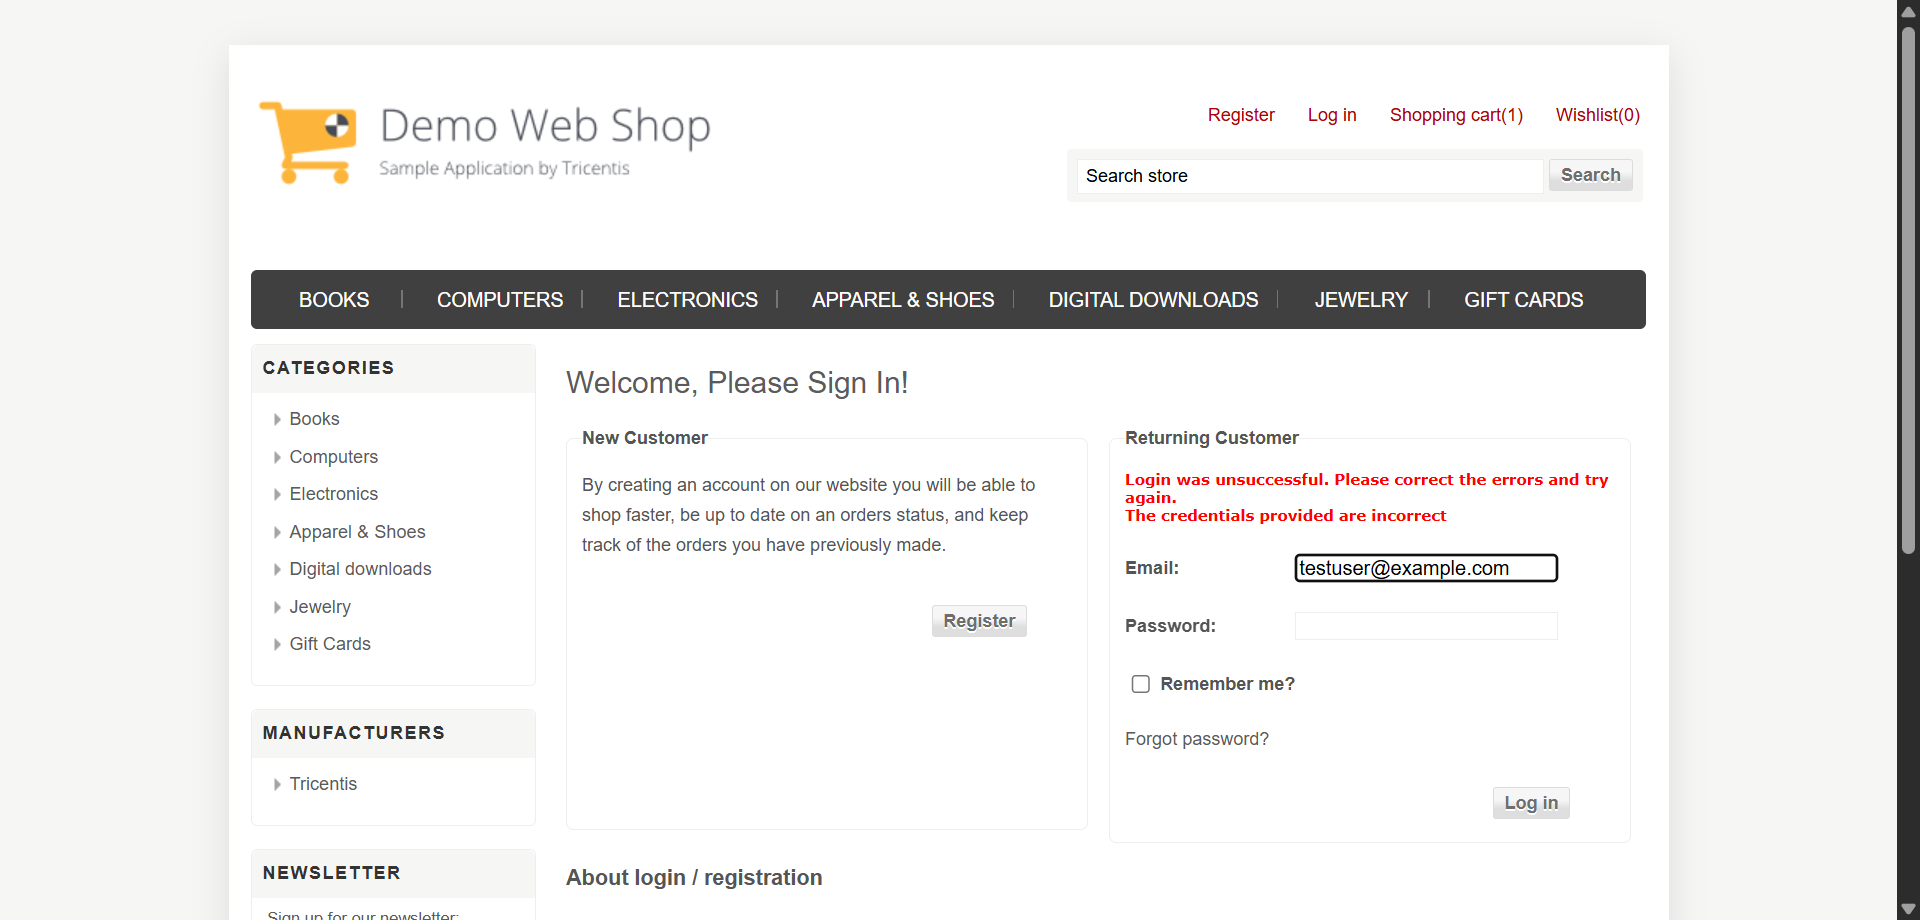 Demo Web Shop
Sample Application by Tricentis
Register
Log in
Shopping cart(1)
Wishlist(0)
Search store
Search
BOOKS
COMPUTERS
ELECTRONICS
APPAREL & SHOES
DIGITAL DOWNLOADS
JEWELRY
GIFT CARDS
CATEGORIES
Books
Computers
Electronics
Apparel & Shoes
Digital downloads
Jewelry
Gift Cards
MANUFACTURERS
Tricentis
NEWSLETTER
Sign up for our newsletter:
Welcome, Please Sign In!
New Customer
By creating an account on our website you will be able to
shop faster, be up to date on an orders status, and keep
track of the orders you have previously made.
Register
Returning Customer
Login was unsuccessful. Please correct the errors and try
again.
The credentials provided are incorrect
Email:
testuser@example.com
Password:
Remember me?
Forgot password?
Log in
About login / registration